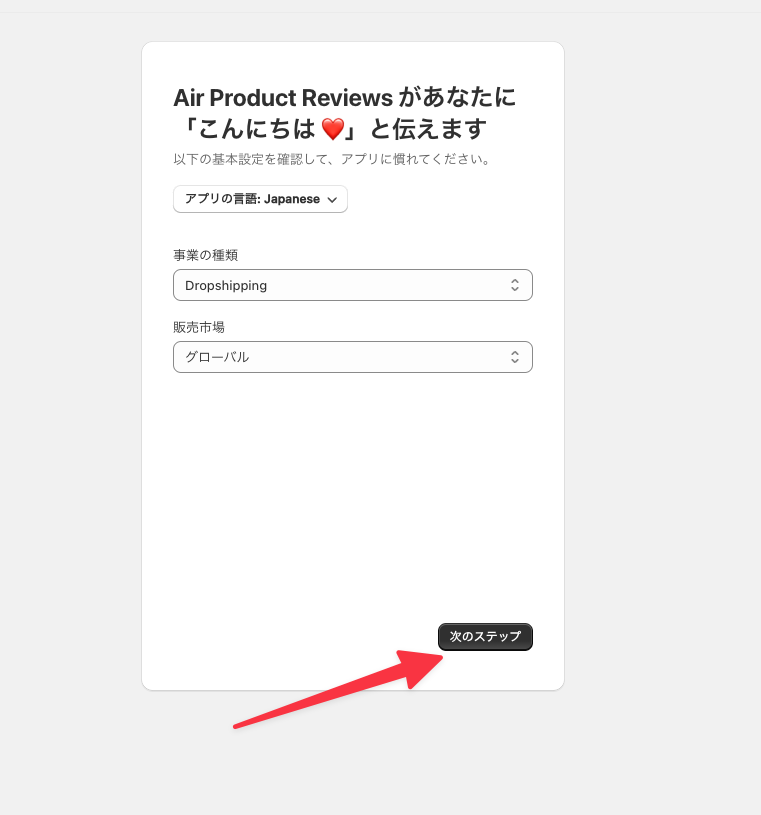 Air Product Reviews があなたに
「こんにちは ❤️」と伝えます
以下の基本設定を確認して、アプリに慣れてください。
アプリの言語: Japanese
事業の種類
Dropshipping
販売市場
グローバル
次のステップ